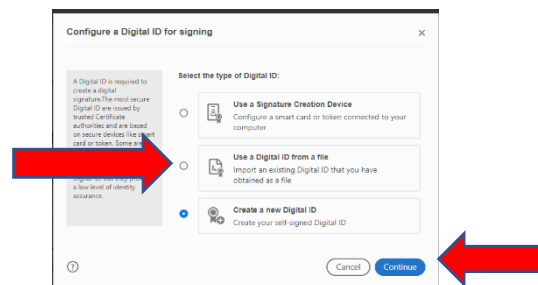 Configure a Digital ID for signing
A Digital ID is required to
create a digital
signature.The most secure
Digital ID are issued by
trusted Certificate
authorities and are based
on secure devices like smart
card or token. Some are
a low level of identity
assurance.
Select the type of Digital ID:
Use a Signature Creation Device
Configure a smart card or token connected to your
computer
Use a Digital ID from a file
Import an existing Digital ID that you have
obtained as a file
Create a new Digital ID
Create your self-signed Digital ID
?
Cancel
Continue